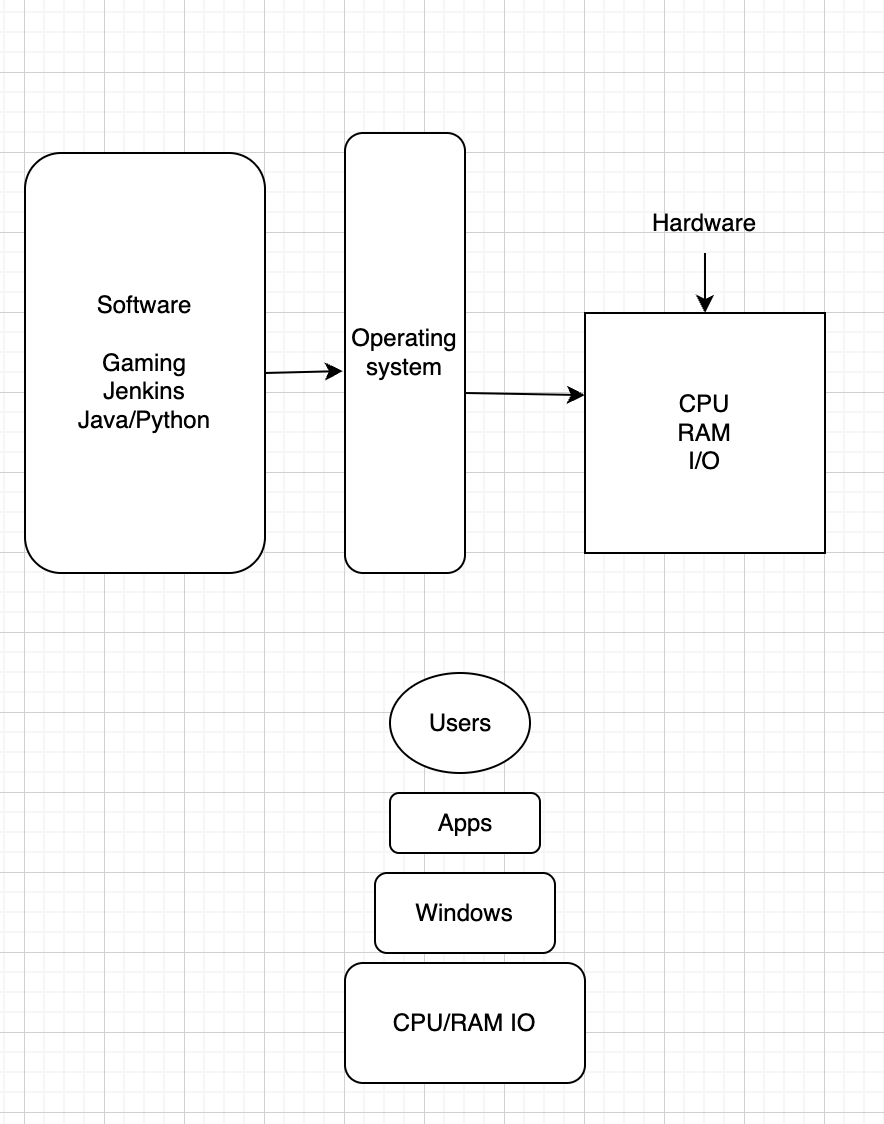 Software
Gaming
Jenkins
Java/Python
Operating
system
Hardware
CPU
RAM
I/O
Users
Apps
Windows
CPU/RAM IO